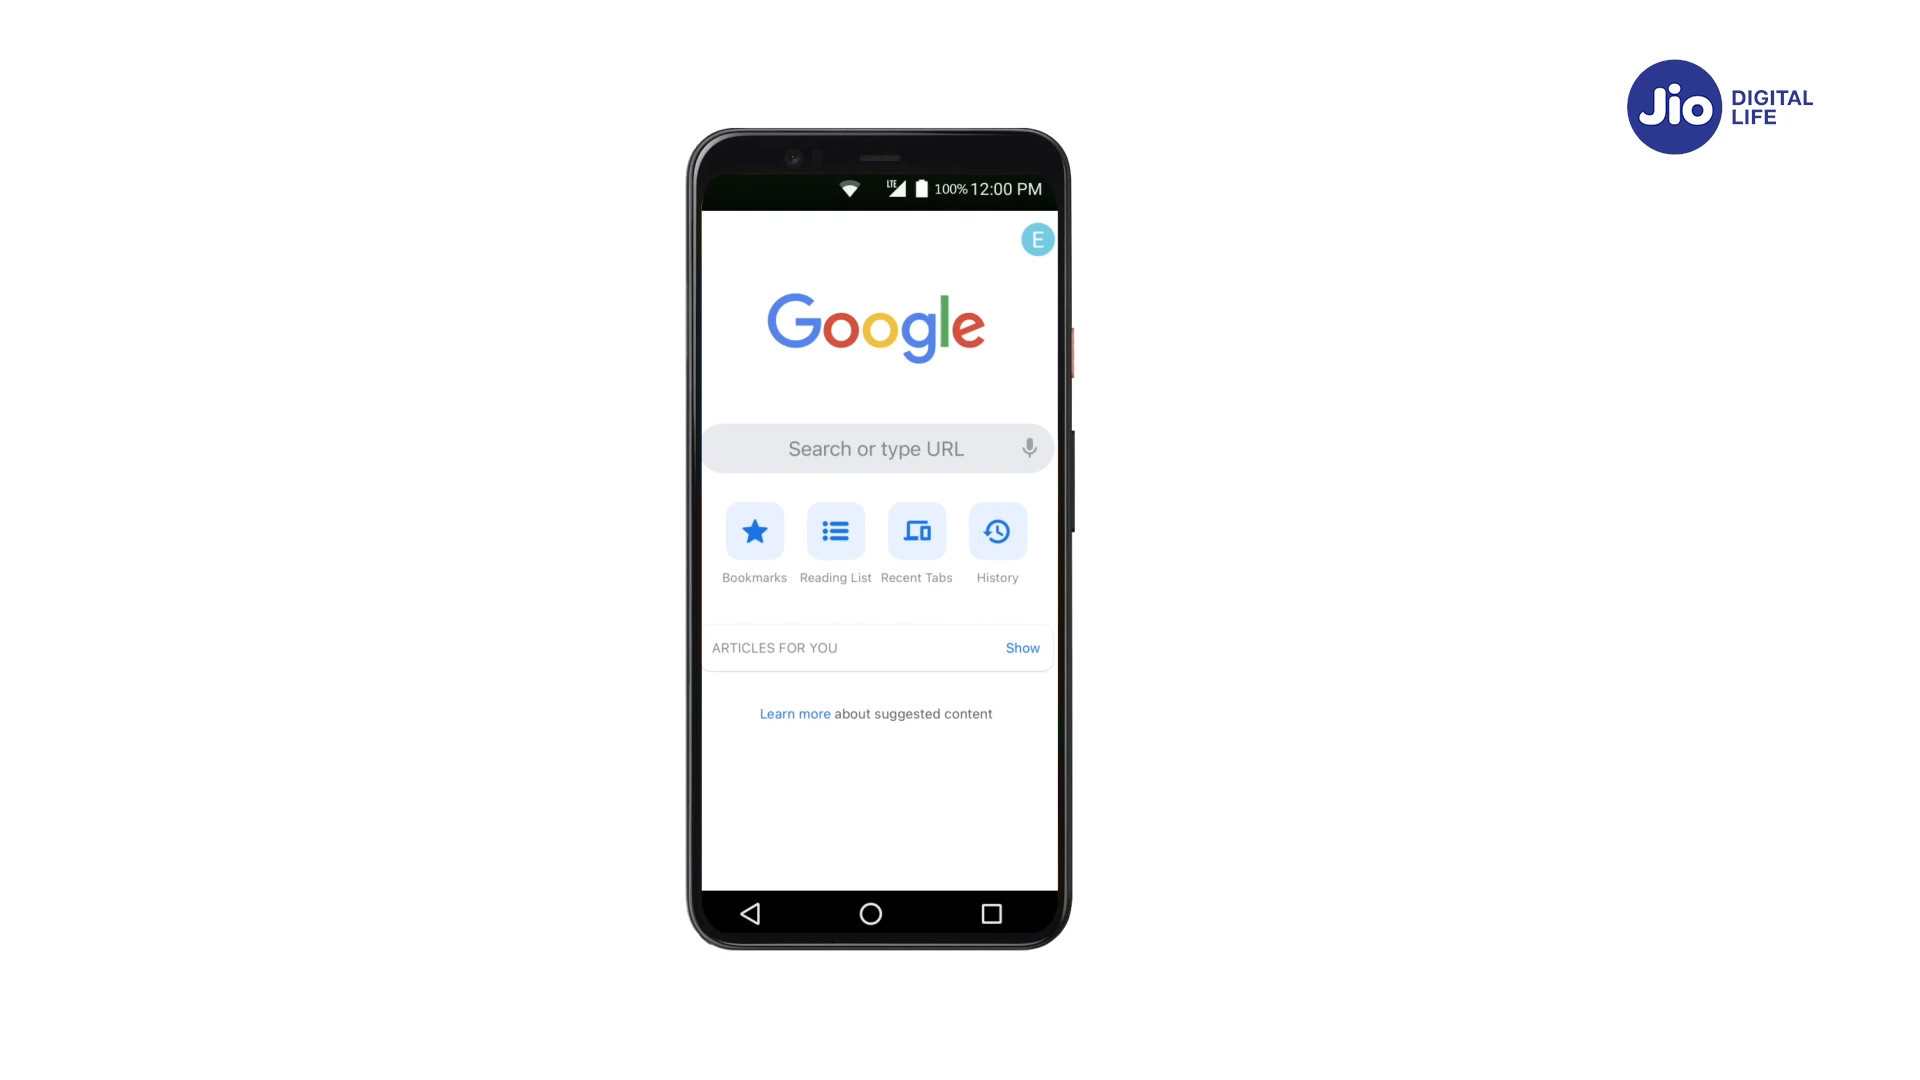 Jio DIGITAL
LIFE
LTE 100% 12:00 PM
E
Google
Search or type URL
Bookmarks Reading List Recent Tabs History
ARTICLES FOR YOU Show
Learn more about suggested content